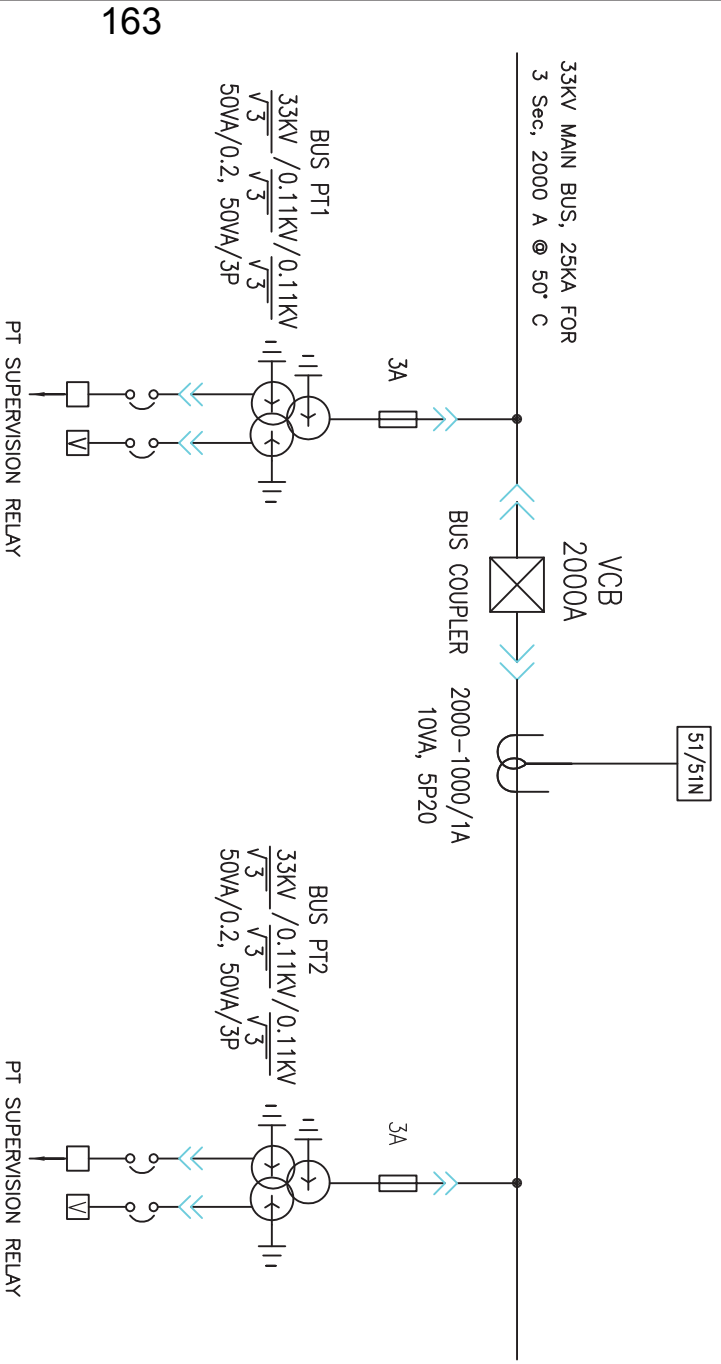 163
33KV MAIN BUS, 25KA FOR
3 Sec, 2000 A @ 50° C
VCB
2000A
BUS COUPLER
51/51N
2000-1000/1A
10VA, 5P20
BUS PT1
33KV /0.11KV/0.11KV
√3 √3 √3
50VA/0.2, 50VA/3P
3A
V
PT SUPERVISION RELAY
BUS PT2
33KV /0.11KV/0.11KV
√3 √3 √3
50VA/0.2, 50VA/3P
3A
V
PT SUPERVISION RELAY